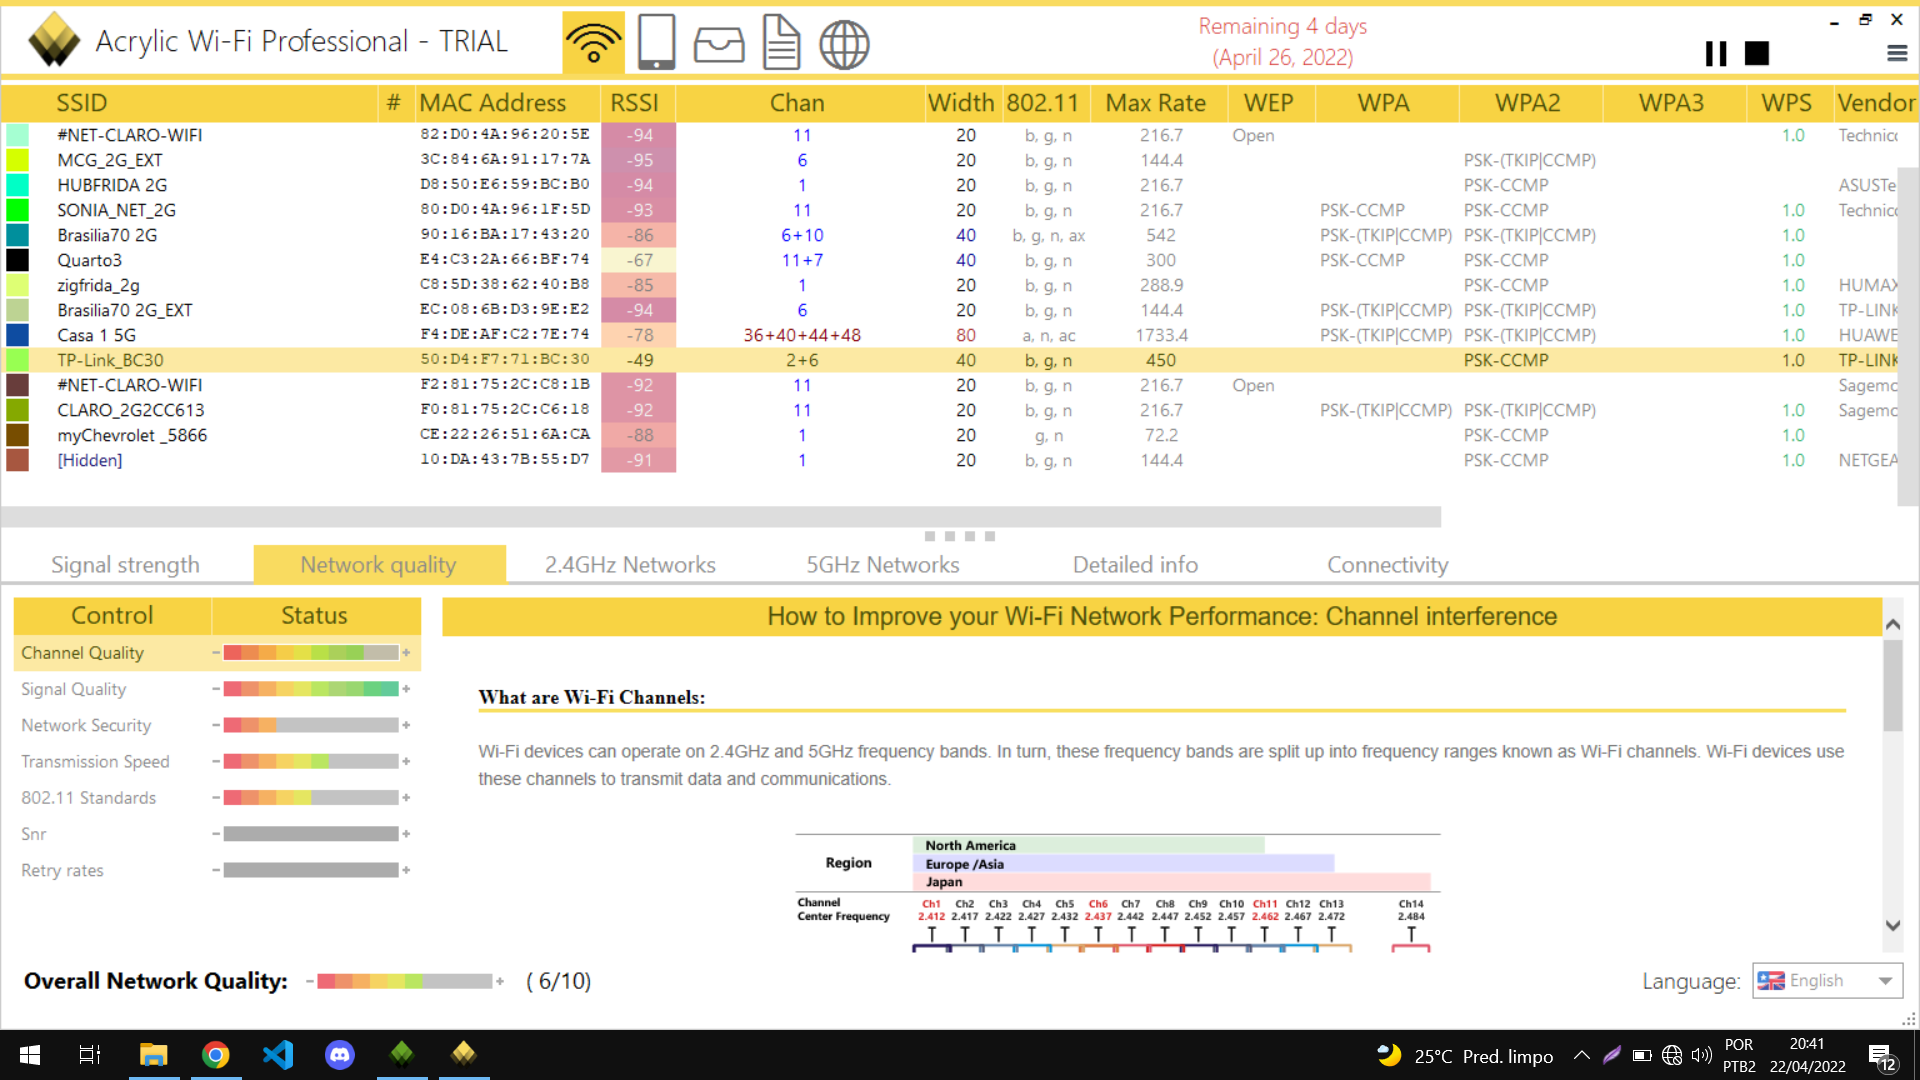 Acrylic Wi-Fi Professional - TRIAL
Remaining 4 days
(April 26, 2022)
SSID # MAC Address RSSI Chan Width 802.11 Max Rate WEP WPA WPA2 WPA3 WPS Vendor
#NET-CLARO-WIFI 82:D0:4A:96:20:5E -94 11 20 b, g, n 216.7 Open 1.0 Technico
MCG_2G_EXT 3C:84:6A:91:17:7A -95 6 20 b, g, n 144.4 PSK-(TKIP|CCMP)
HUBFRIDA 2G D8:50:E6:59:BC:B0 -94 1 20 b, g, n 216.7 PSK-CCMP ASUSTe
SONIA_NET_2G 80:D0:4A:96:1F:5D -93 11 20 b, g, n 216.7 PSK-CCMP PSK-CCMP 1.0 Technico
Brasilia70 2G 90:16:BA:17:43:20 -86 6+10 40 b, g, n, ax 542 PSK-(TKIP|CCMP) PSK-(TKIP|CCMP) 1.0
Quarto3 E4:C3:2A:66:BF:74 -67 11+7 40 b, g, n 300 PSK-CCMP PSK-CCMP 1.0
zigfrida_2g C8:5D:38:62:40:B8 -85 1 20 b, g, n 288.9 PSK-CCMP 1.0 HUMAX
Brasilia70 2G_EXT EC:08:6B:D3:9E:E2 -94 6 20 b, g, n 144.4 PSK-(TKIP|CCMP) PSK-(TKIP|CCMP) 1.0 TP-LINK
Casa 1 5G F4:DE:AF:C2:7E:74 -78 36+40+44+48 80 a, n, ac 1733.4 PSK-(TKIP|CCMP) PSK-(TKIP|CCMP) 1.0 HUAWE
TP-Link_BC30 50:D4:F7:71:BC:30 -49 2+6 40 b, g, n 450 PSK-CCMP 1.0 TP-LINK
#NET-CLARO-WIFI F2:81:75:2C:C8:1B -92 11 20 b, g, n 216.7 Open Sagemc
CLARO_2G2CC613 F0:81:75:2C:C6:18 -92 11 20 b, g, n 216.7 PSK-(TKIP|CCMP) PSK-(TKIP|CCMP) 1.0 Sagemc
myChevrolet _5866 CE:22:26:51:6A:CA -88 1 20 g, n 72.2 PSK-CCMP 1.0
[Hidden] 10:DA:43:7B:55:D7 -91 1 20 b, g, n 144.4 PSK-CCMP 1.0 NETGEA
Signal strength Network quality 2.4GHz Networks 5GHz Networks Detailed info Connectivity
Control Status
Channel Quality - +
Signal Quality - +
Network Security - +
Transmission Speed - +
802.11 Standards - +
Snr - +
Retry rates - +
How to Improve your Wi-Fi Network Performance: Channel interference
What are Wi-Fi Channels:
Wi-Fi devices can operate on 2.4GHz and 5GHz frequency bands. In turn, these frequency bands are split up into frequency ranges known as Wi-Fi channels. Wi-Fi devices use
these channels to transmit data and communications.
Region
North America
Europe /Asia
Japan
Channel Ch1 Ch2 Ch3 Ch4 Ch5 Ch6 Ch7 Ch8 Ch9 Ch10 Ch11 Ch12 Ch13 Ch14
Center Frequency 2.412 2.417 2.422 2.427 2.432 2.437 2.442 2.447 2.452 2.457 2.462 2.467 2.472 2.484
Overall Network Quality: - + ( 6/10)
Language: English
25°C Pred. limpo
POR
PTB2
20:41
22/04/2022
12